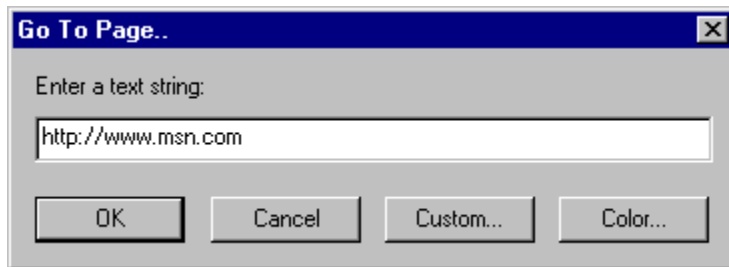 Go To Page..
Enter a text string:
http://www.msn.com
OK Cancel Custom... Color...